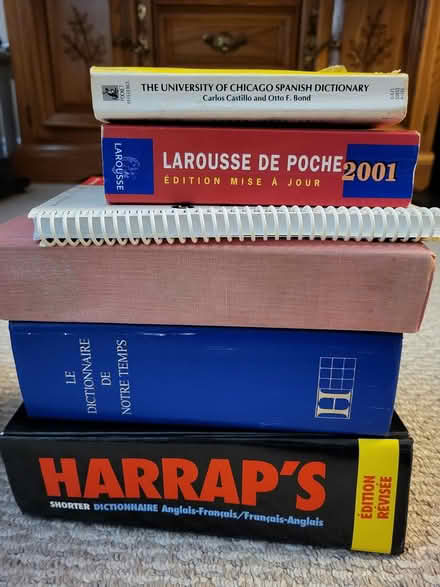 THE UNIVERSITY OF CHICAGO SPANISH DICTIONARY
Carlos Castillo and Otto F. Bond
LAROUSSE
LAROUSSE DE POCHE
2001
ÉDITION MISE À JOUR
LE
DICTIONNAIRE
DE
NOTRE TEMPS
H
HARRAP'S
SHORTER DICTIONNAIRE Anglais-Français/Français-Anglais
ÉDITION
RÉVISÉE